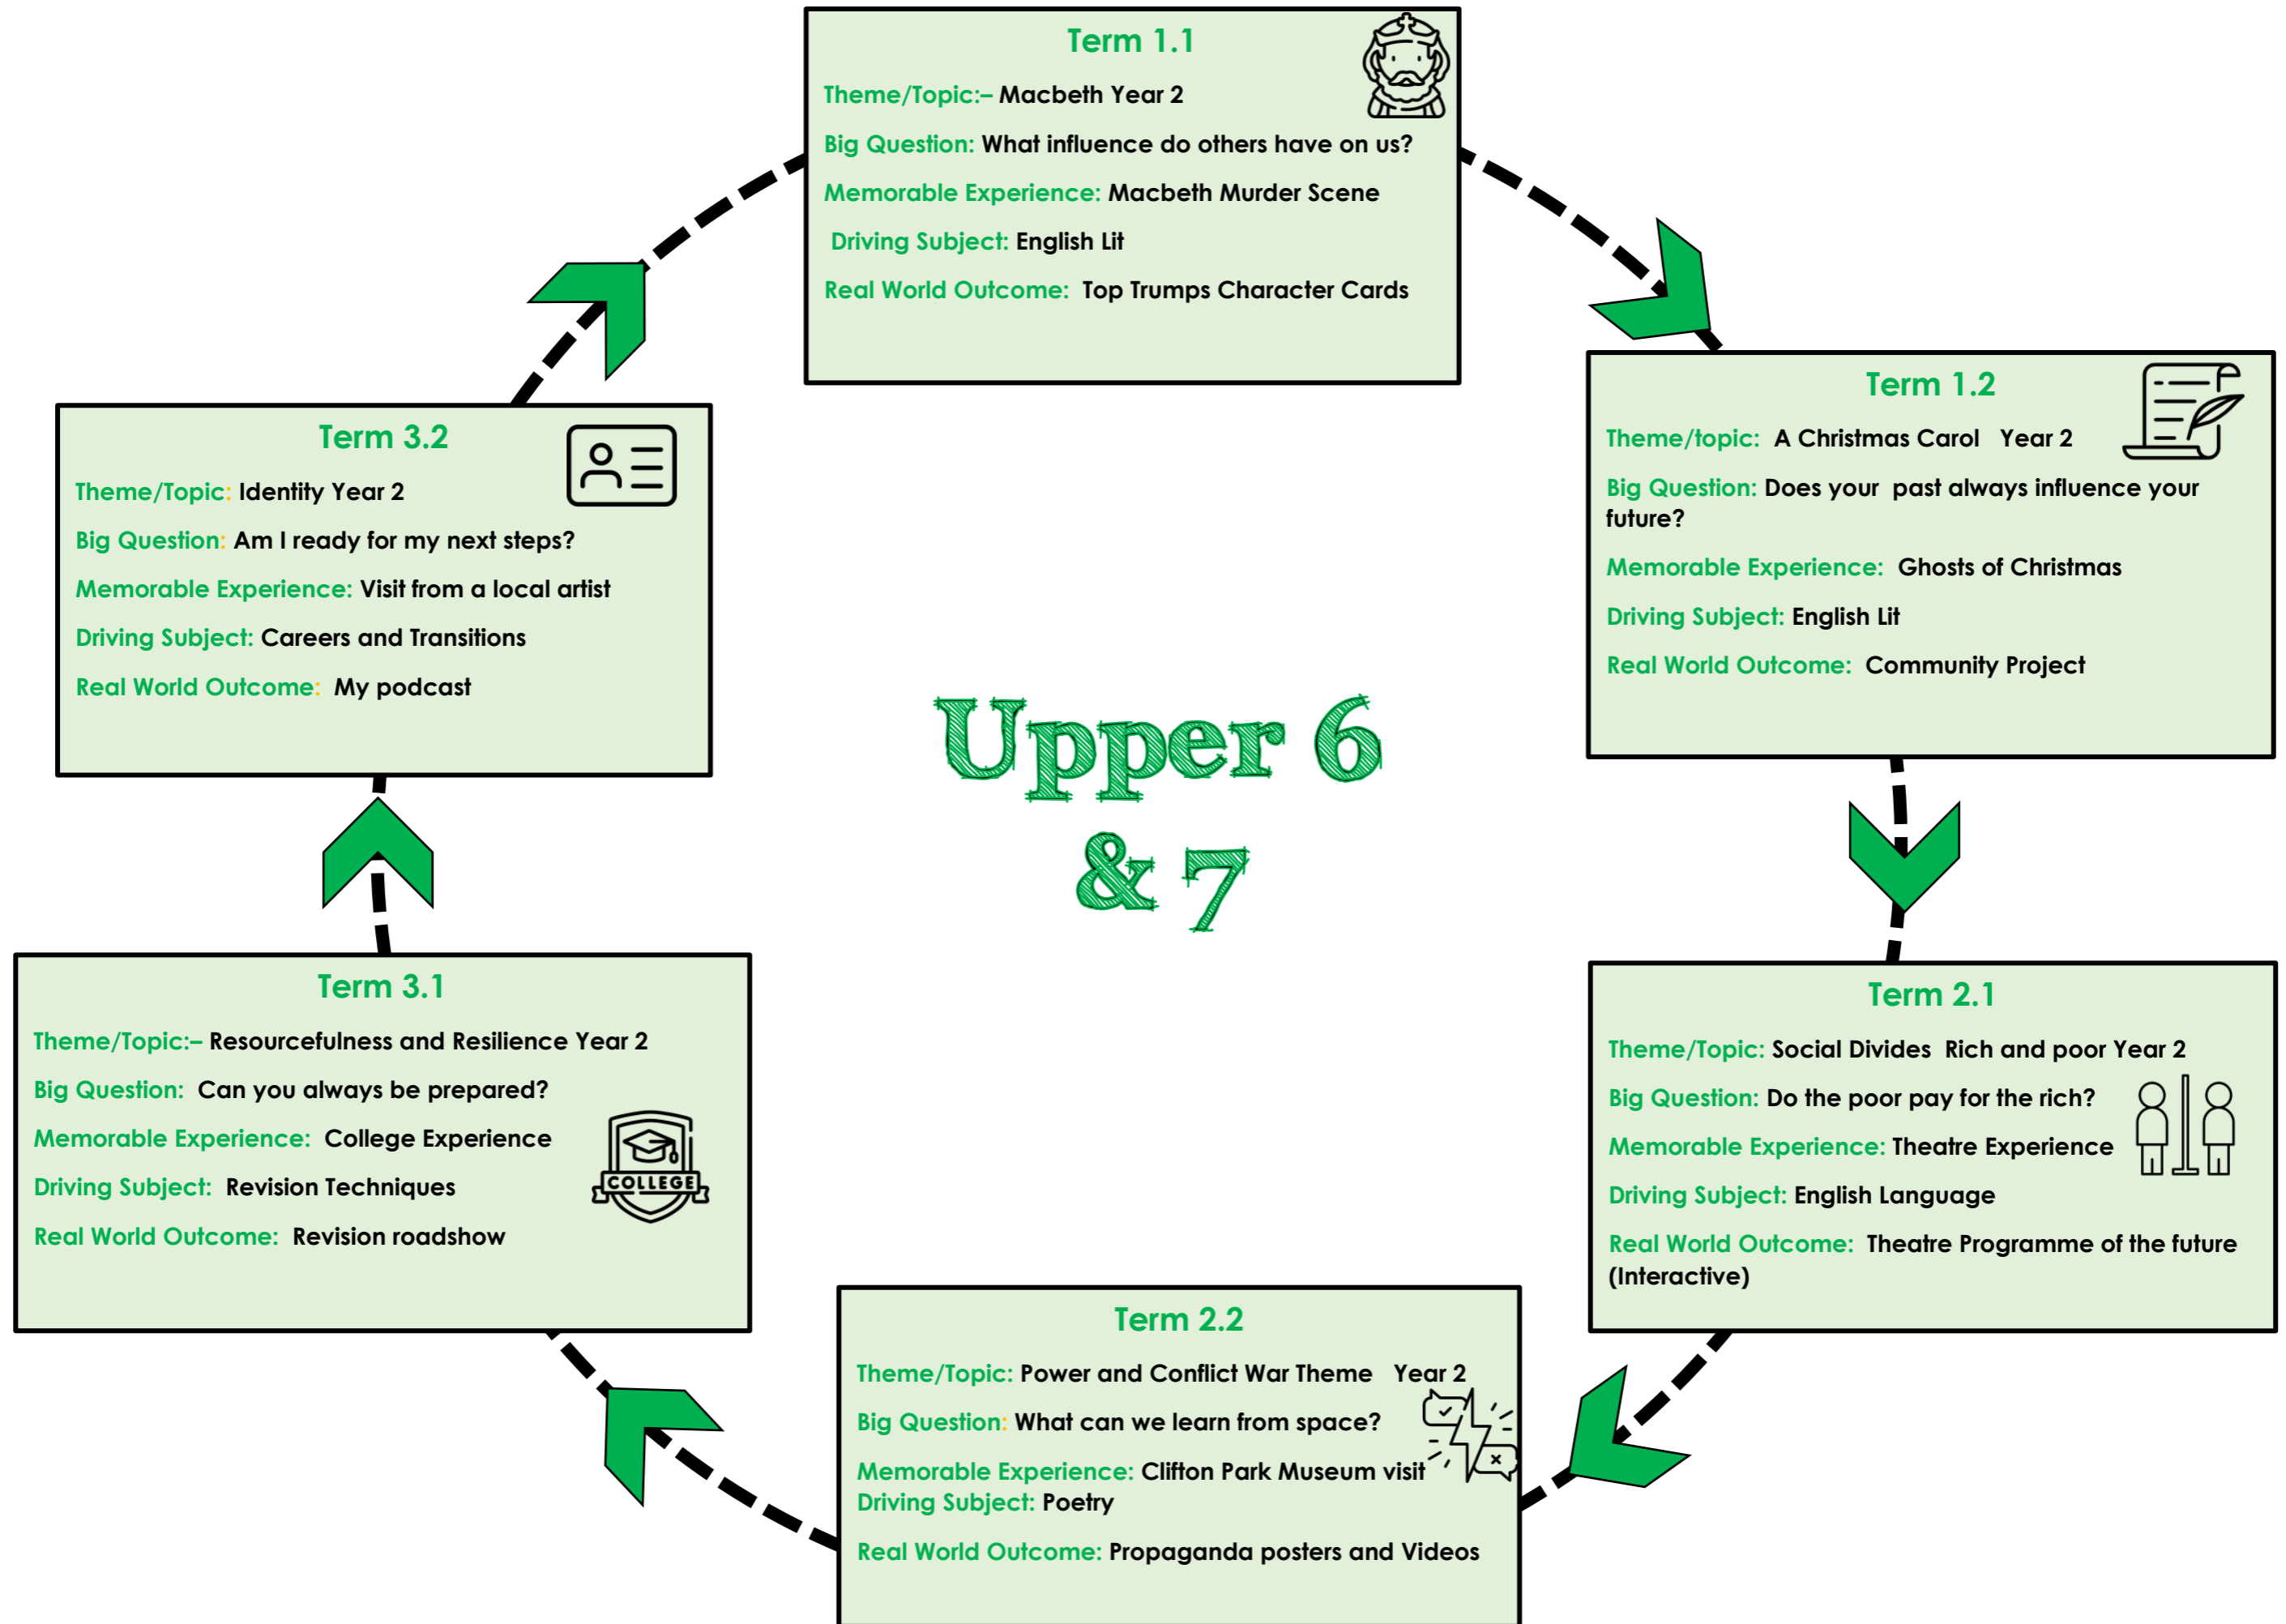 Term 1.1
Theme/Topic:– Macbeth Year 2
Big Question: What influence do others have on us?
Memorable Experience: Macbeth Murder Scene
Driving Subject: English Lit
Real World Outcome: Top Trumps Character Cards
Term 1.2
Theme/topic: A Christmas Carol Year 2
Big Question: Does your past always influence your
future?
Memorable Experience: Ghosts of Christmas
Driving Subject: English Lit
Real World Outcome: Community Project
Term 2.1
Theme/Topic: Social Divides Rich and poor Year 2
Big Question: Do the poor pay for the rich?
Memorable Experience: Theatre Experience
Driving Subject: English Language
Real World Outcome: Theatre Programme of the future
(Interactive)
Term 2.2
Theme/Topic: Power and Conflict War Theme Year 2
Big Question: What can we learn from space?
Memorable Experience: Clifton Park Museum visit
Driving Subject: Poetry
Real World Outcome: Propaganda posters and Videos
Term 3.1
Theme/Topic:– Resourcefulness and Resilience Year 2
Big Question: Can you always be prepared?
Memorable Experience: College Experience
Driving Subject: Revision Techniques
Real World Outcome: Revision roadshow
COLLEGE
Term 3.2
Theme/Topic: Identity Year 2
Big Question: Am I ready for my next steps?
Memorable Experience: Visit from a local artist
Driving Subject: Careers and Transitions
Real World Outcome: My podcast
Upper 6
& 7